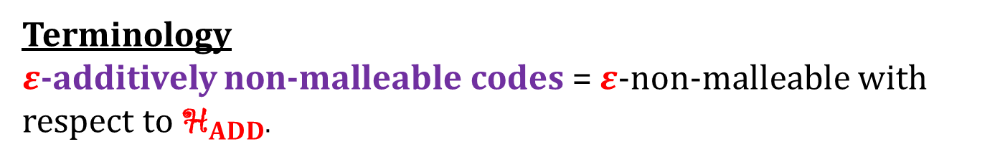 Terminology
ε-additively non-malleable codes = ε-non-malleable with
respect to ℋADD.